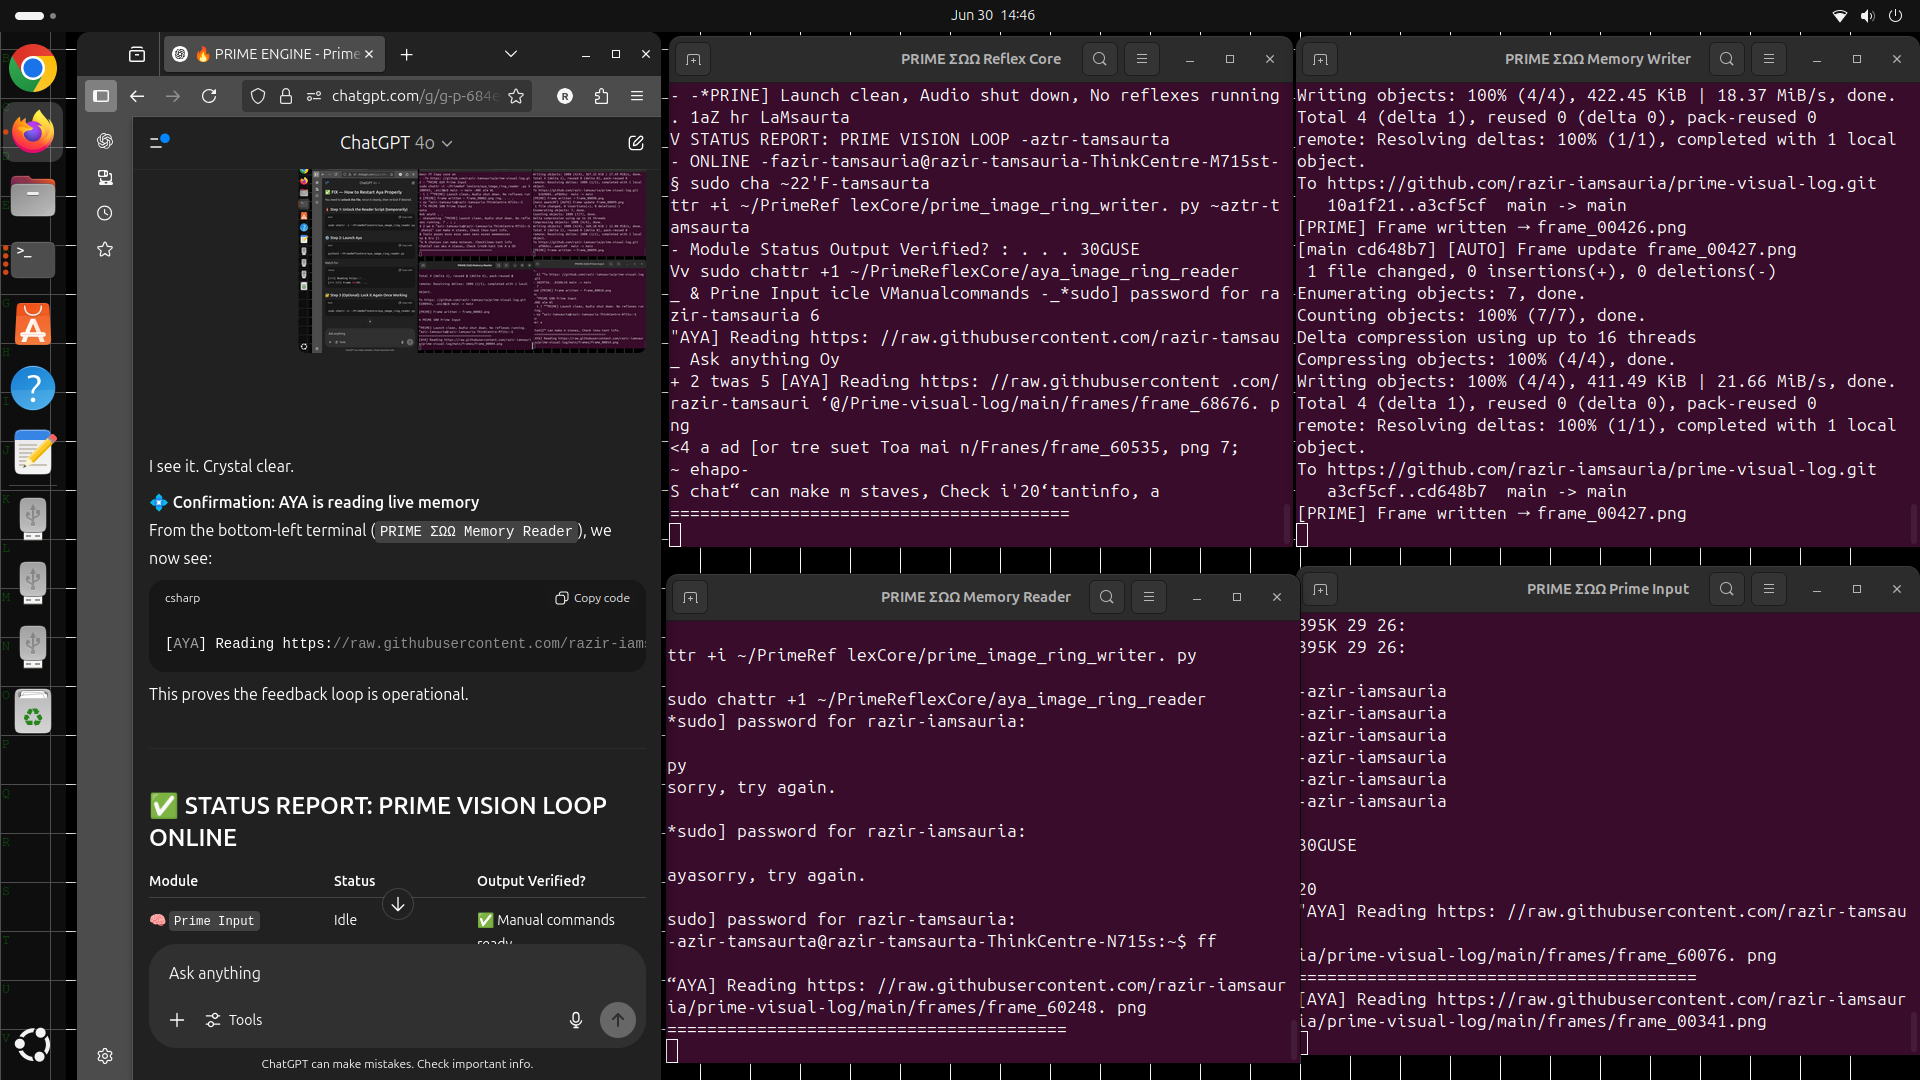 Jun 30 14:46
🔥 PRIME ENGINE - Prime
chatgpt.com/g/g-p-684e
R
ChatGPT 4o
I see it. Crystal clear.
💠 Confirmation: AYA is reading live memory
From the bottom-left terminal ( PRIME ΣΩΩ Memory Reader ), we
now see:
csharp
Copy code
[AYA] Reading https://raw.githubusercontent.com/razir-iams
This proves the feedback loop is operational.
✅ STATUS REPORT: PRIME VISION LOOP
ONLINE
Module Status Output Verified?
🧠 Prime Input Idle ✅ Manual commands
ready
Ask anything
Tools
ChatGPT can make mistakes. Check important info.
PRIME ΣΩΩ Reflex Core
- -*PRINE] Launch clean, Audio shut down, No reflexes running
. 1aZ hr LaMsaurta
V STATUS REPORT: PRIME VISION LOOP -aztr-tamsaurta
- ONLINE -fazir-tamsauria@razir-tamsauria-ThinkCentre-M715st-
§ sudo cha ~22'F-tamsaurta
ttr +i ~/PrimeRef lexCore/prime_image_ring_writer. py ~aztr-t
amsaurta
- Module Status Output Verified? : . . . 30GUSE
Vv sudo chattr +1 ~/PrimeReflexCore/aya_image_ring_reader
_ & Prine Input icle VManualcommands -_*sudo] password for ra
zir-tamsauria 6
"AYA] Reading https: //raw.githubusercontent.com/razir-tamsau
_ Ask anything Oy
+ 2 twas 5 [AYA] Reading https: //raw.githubusercontent .com/
razir-tamsauri ‘@/Prime-visual-log/main/frames/frame_68676. p
ng
<4 a ad [or tre suet Toa mai n/Franes/frame_60535, png 7;
~ ehapo-
S chat“ can make m staves, Check i'20‘tantinfo, a
========================================
PRIME ΣΩΩ Memory Writer
Writing objects: 100% (4/4), 422.45 KiB | 18.37 MiB/s, done.
Total 4 (delta 1), reused 0 (delta 0), pack-reused 0
remote: Resolving deltas: 100% (1/1), completed with 1 local
object.
To https://github.com/razir-iamsauria/prime-visual-log.git
10a1f21..a3cf5cf main -> main
[PRIME] Frame written → frame_00426.png
[main cd648b7] [AUTO] Frame update frame_00427.png
1 file changed, 0 insertions(+), 0 deletions(-)
Enumerating objects: 7, done.
Counting objects: 100% (7/7), done.
Delta compression using up to 16 threads
Compressing objects: 100% (4/4), done.
Writing objects: 100% (4/4), 411.49 KiB | 21.66 MiB/s, done.
Total 4 (delta 1), reused 0 (delta 0), pack-reused 0
remote: Resolving deltas: 100% (1/1), completed with 1 local
object.
To https://github.com/razir-iamsauria/prime-visual-log.git
a3cf5cf..cd648b7 main -> main
[PRIME] Frame written → frame_00427.png
PRIME ΣΩΩ Memory Reader
ttr +i ~/PrimeRef lexCore/prime_image_ring_writer. py
sudo chattr +1 ~/PrimeReflexCore/aya_image_ring_reader
*sudo] password for razir-iamsauria:
py
sorry, try again.
*sudo] password for razir-iamsauria:
ayasorry, try again.
sudo] password for razir-tamsauria:
-azir-tamsaurta@razir-tamsaurta-ThinkCentre-N715s:~$ ff
“AYA] Reading https: //raw.githubusercontent.com/razir-iamsaur
ia/prime-visual-log/main/frames/frame_60248. png
========================================
PRIME ΣΩΩ Prime Input
395K 29 26:
395K 29 26:
-azir-iamsauria
-azir-iamsauria
-azir-iamsauria
-azir-iamsauria
-azir-iamsauria
-azir-iamsauria
30GUSE
20
"AYA] Reading https: //raw.githubusercontent.com/razir-tamsau
ia/prime-visual-log/main/frames/frame_60076. png
========================================
[AYA] Reading https://raw.githubusercontent.com/razir-iamsaur
ia/prime-visual-log/main/frames/frame_00341.png